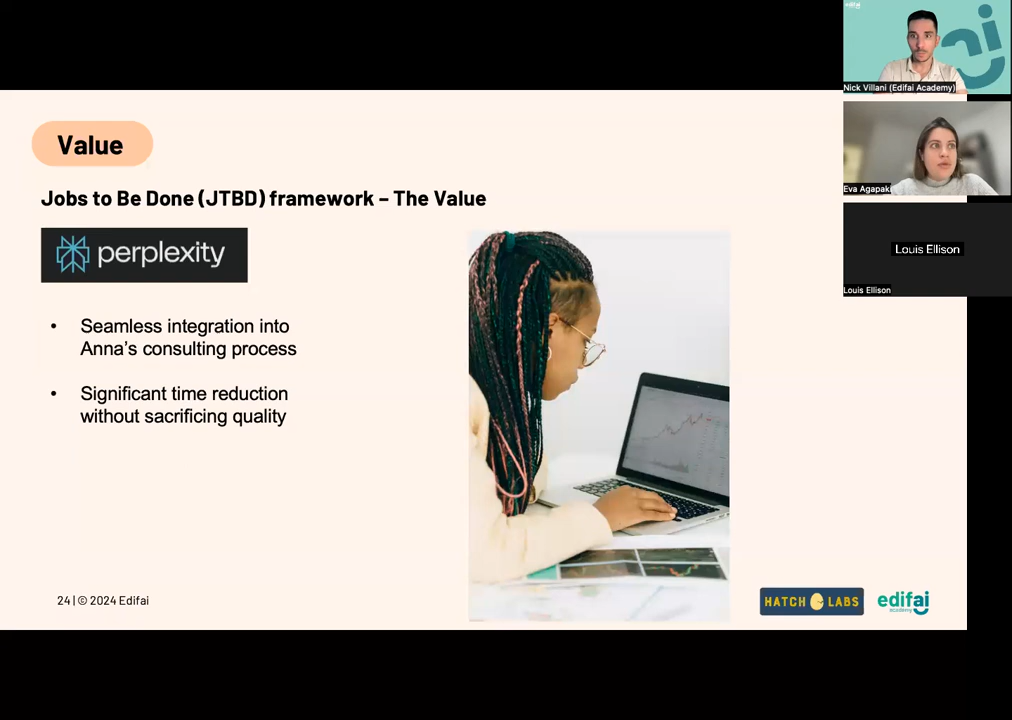 Value
Jobs to Be Done (JTBD) framework – The Value
perplexity
• Seamless integration into
Anna's consulting process
• Significant time reduction
without sacrificing quality
24 | © 2024 Edifai
HATCH LABS
edifai
academy
edifai
Nick Villani (Edifai Academy)
Eva Agapaki
Louis Ellison
Louis Ellison